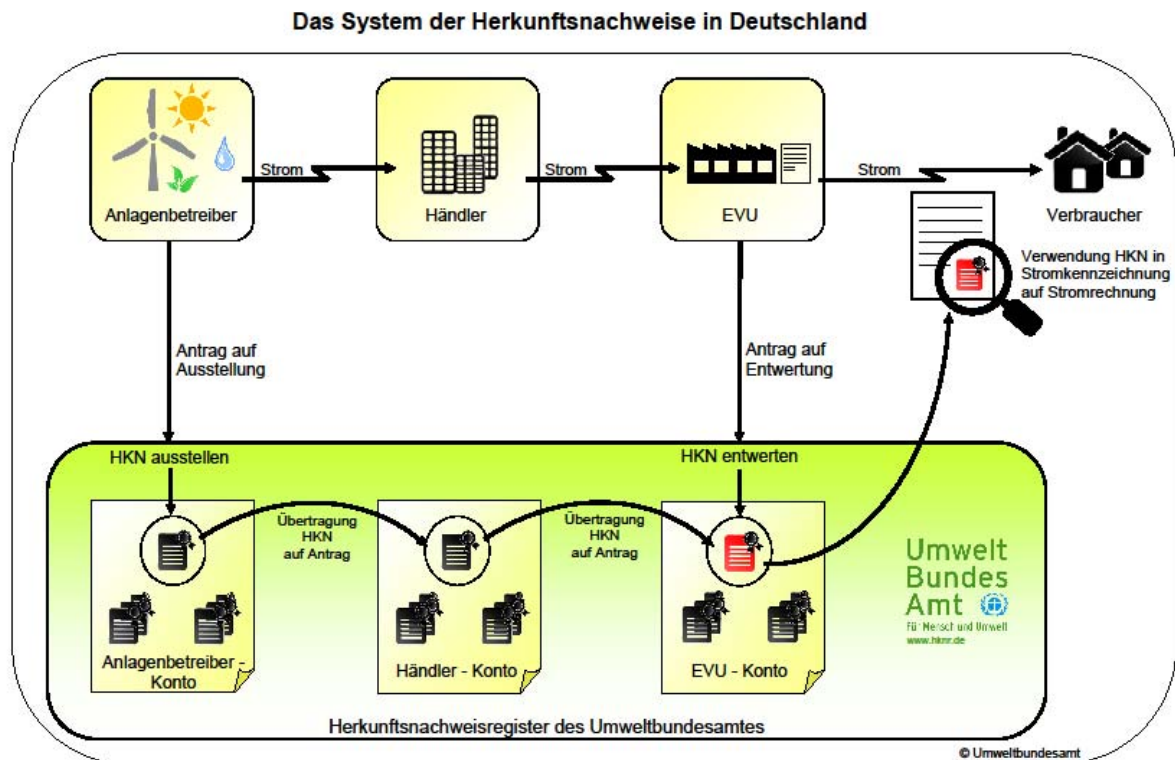 Das System der Herkunftsnachweise in Deutschland
Anlagenbetreiber
Strom
Händler
Strom
EVU
Strom
Verbraucher
Verwendung HKN in
Stromkennzeichnung
auf Stromrechnung
Antrag auf
Ausstellung
Antrag auf
Entwertung
HKN ausstellen
HKN entwerten
Übertragung
HKN
auf Antrag
Übertragung
HKN
auf Antrag
Anlagenbetreiber -
Konto
Händler - Konto
EVU - Konto
Umwelt
Bundes
Amt
Für Mensch und Umwelt
www.hknr.de
Herkunftsnachweisregister des Umweltbundesamtes
© Umweltbundesamt